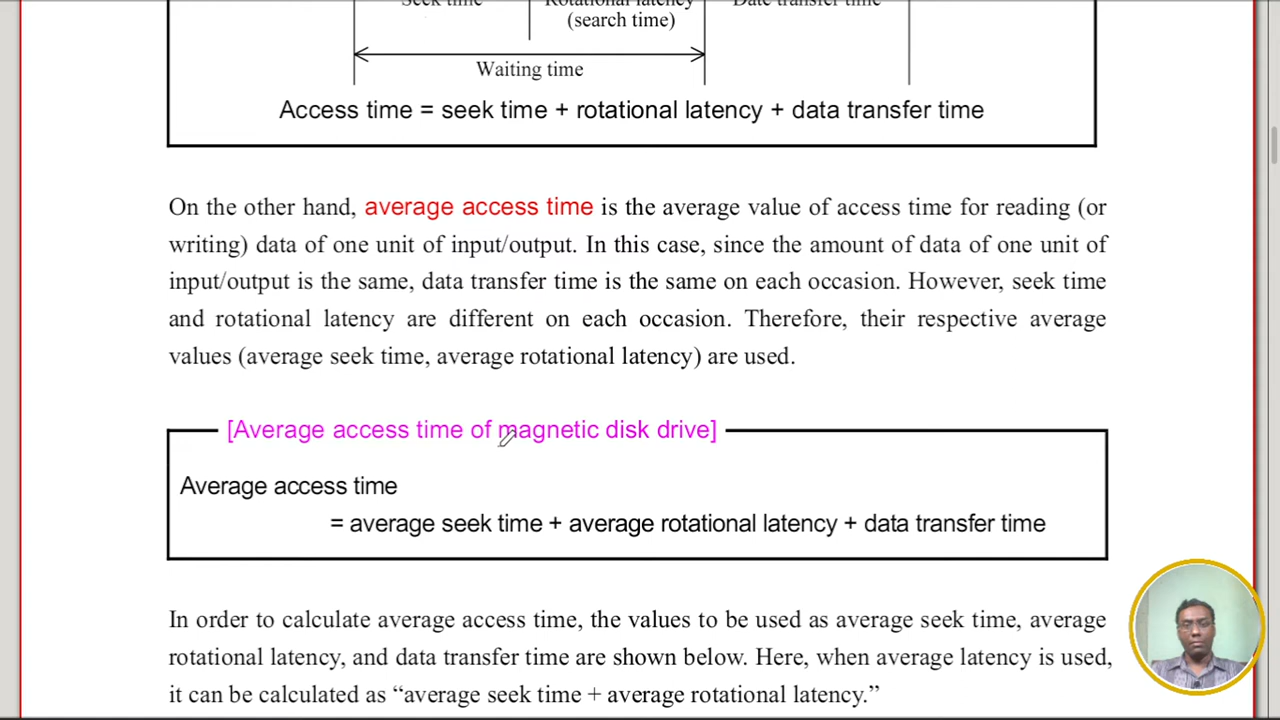 Seek time Rotational latency
(search time)
Waiting time
Access time = seek time + rotational latency + data transfer time
On the other hand, average access time is the average value of access time for reading (or
writing) data of one unit of input/output. In this case, since the amount of data of one unit of
input/output is the same, data transfer time is the same on each occasion. However, seek time
and rotational latency are different on each occasion. Therefore, their respective average
values (average seek time, average rotational latency) are used.
[Average access time of magnetic disk drive]
Average access time
= average seek time + average rotational latency + data transfer time
In order to calculate average access time, the values to be used as average seek time, average
rotational latency, and data transfer time are shown below. Here, when average latency is used,
it can be calculated as “average seek time + average rotational latency.”